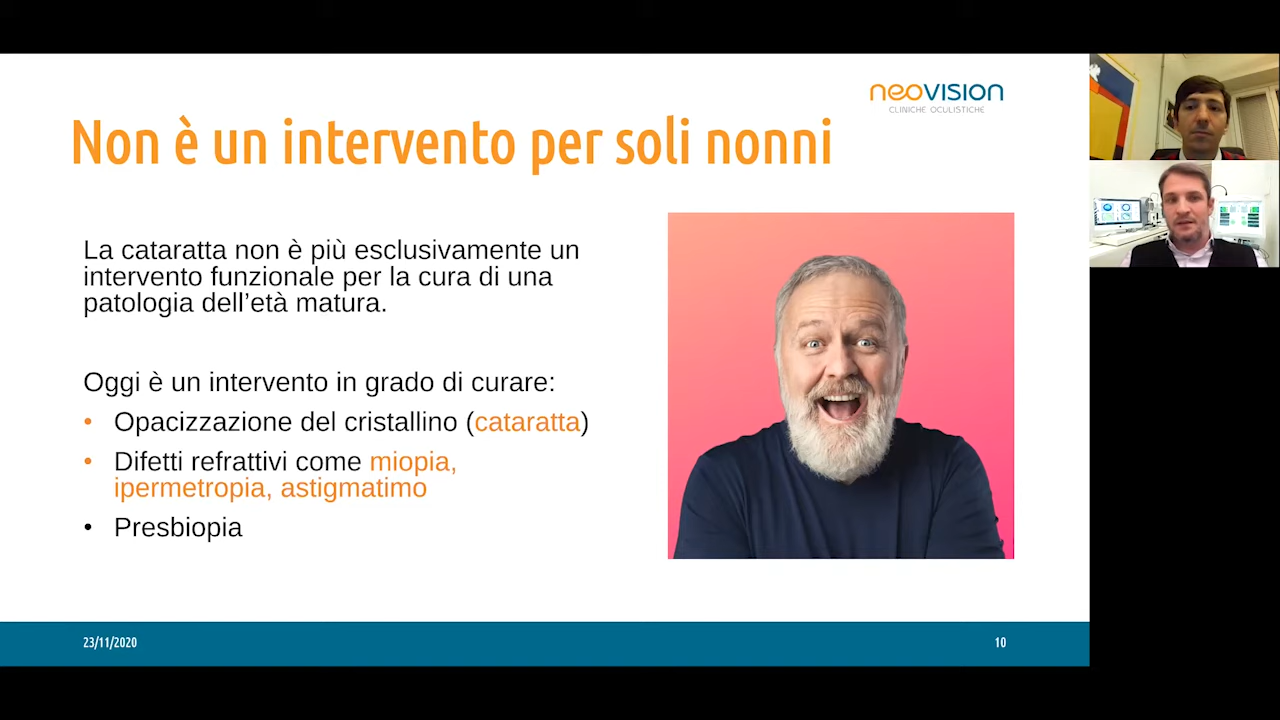 neovision
CLINICHE OCULISTICHE
Non è un intervento per soli nonni
La cataratta non è più esclusivamente un
intervento funzionale per la cura di una
patologia dell’età matura.
Oggi è un intervento in grado di curare:
• Opacizzazione del cristallino (cataratta)
• Difetti refrattivi come miopia,
ipermetropia, astigmatimo
• Presbiopia
23/11/2020
10